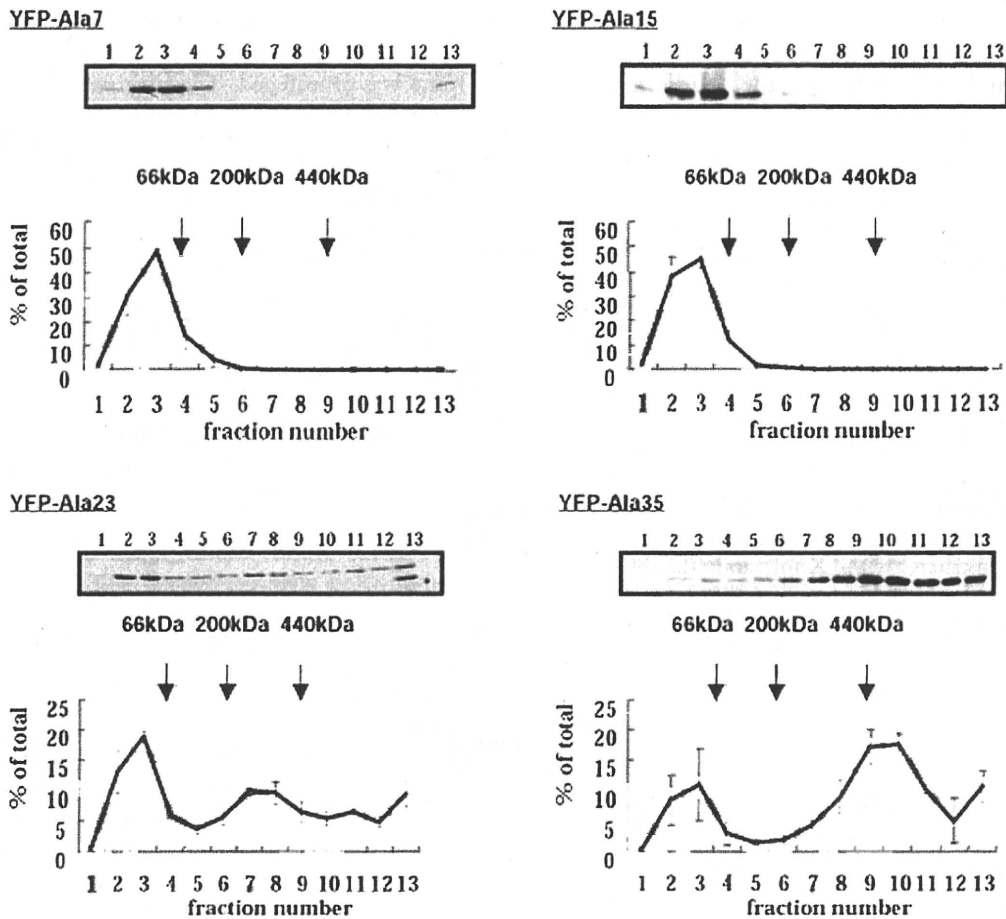 YFP-Ala7
1 2 3 4 5 6 7 8 9 10 11 12 13
66kDa 200kDa 440kDa
% of total
60
50
40
30
20
10
0
1 2 3 4 5 6 7 8 9 10 11 12 13
fraction number
YFP-Ala15
1 2 3 4 5 6 7 8 9 10 11 12 13
66kDa 200kDa 440kDa
% of total
60
50
40
30
20
10
0
1 2 3 4 5 6 7 8 9 10 11 12 13
fraction number
YFP-Ala23
1 2 3 4 5 6 7 8 9 10 11 12 13
66kDa 200kDa 440kDa
% of total
25
20
15
10
5
0
1 2 3 4 5 6 7 8 9 10 11 12 13
fraction number
YFP-Ala35
1 2 3 4 5 6 7 8 9 10 11 12 13
66kDa 200kDa 440kDa
% of total
25
20
15
10
5
0
1 2 3 4 5 6 7 8 9 10 11 12 13
fraction number